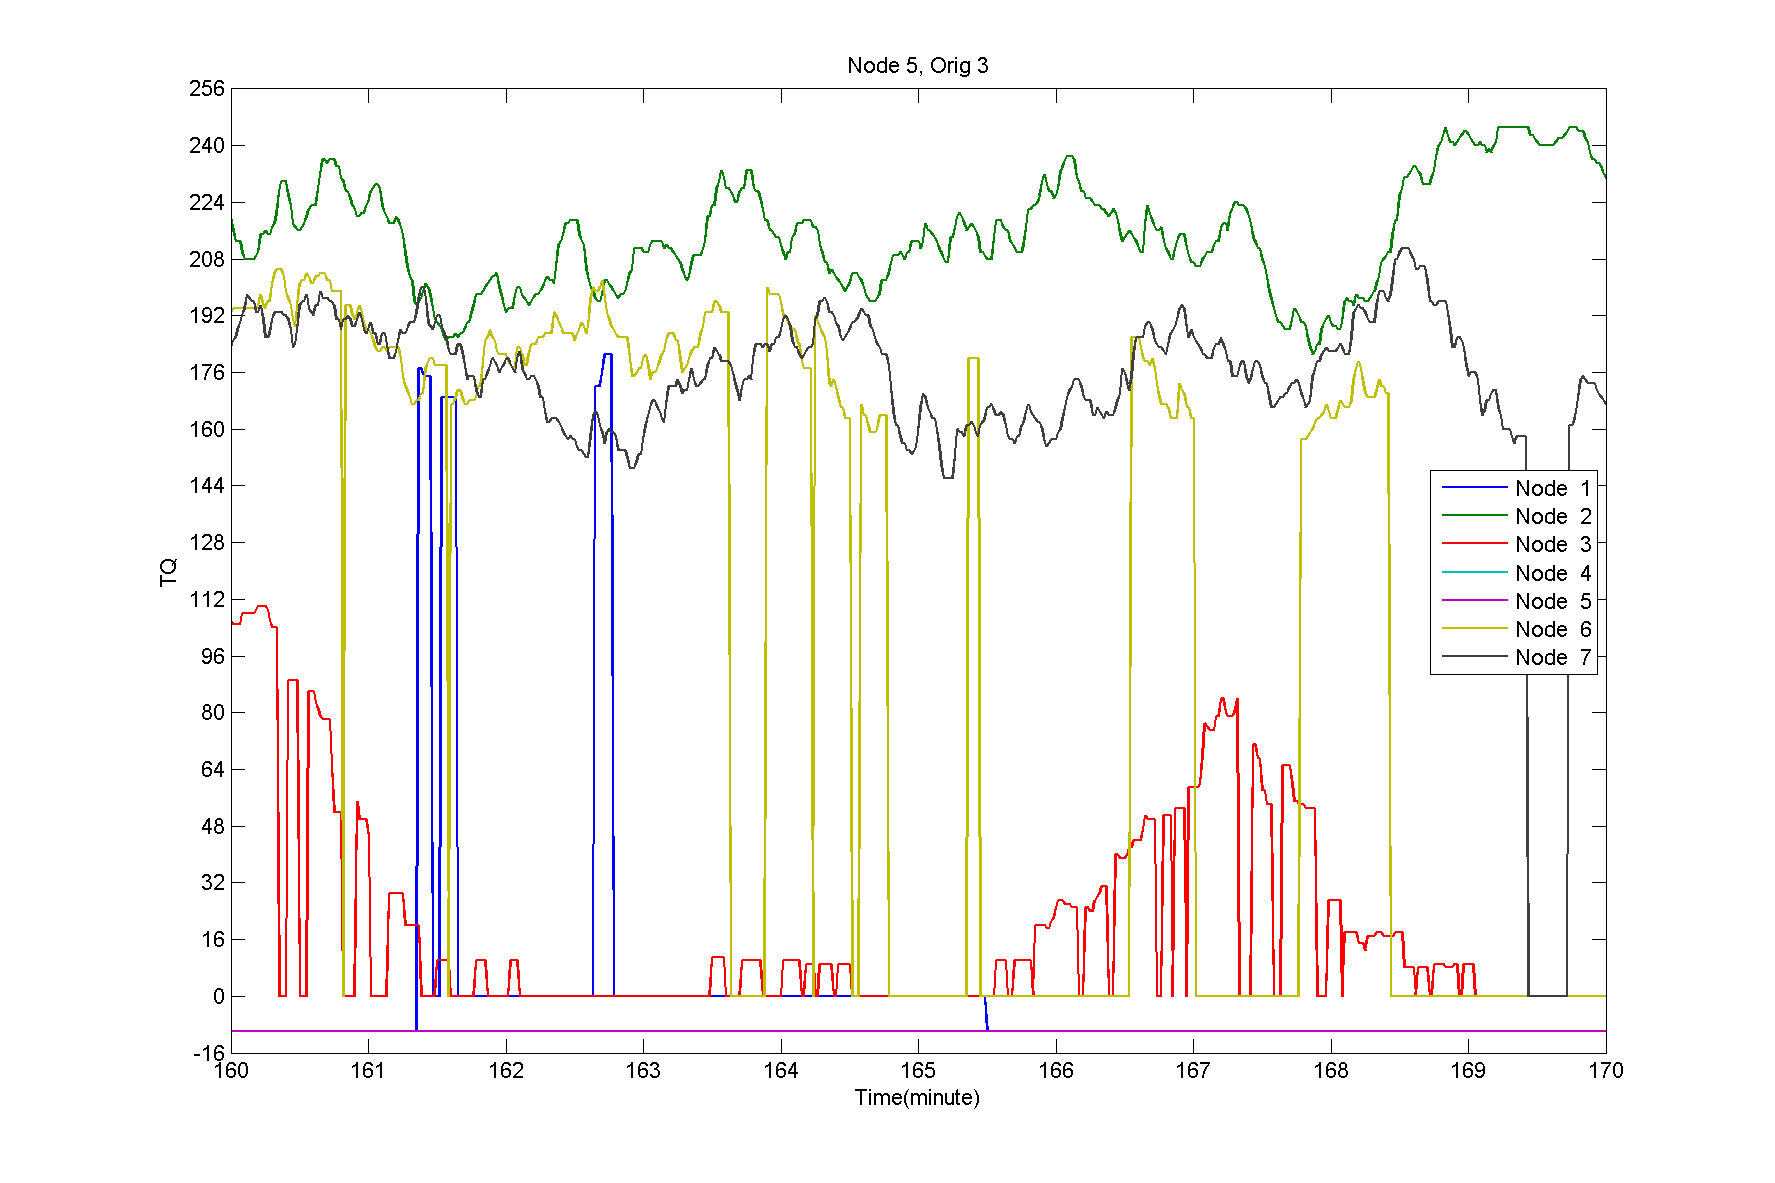 Node 5, Orig 3
256
240
224
208
192
176
160
144
128
112
96
80
64
48
32
16
0
-16
TQ
Node 1
Node 2
Node 3
Node 4
Node 5
Node 6
Node 7
160 161 162 163 164 165 166 167 168 169 170
Time(minute)